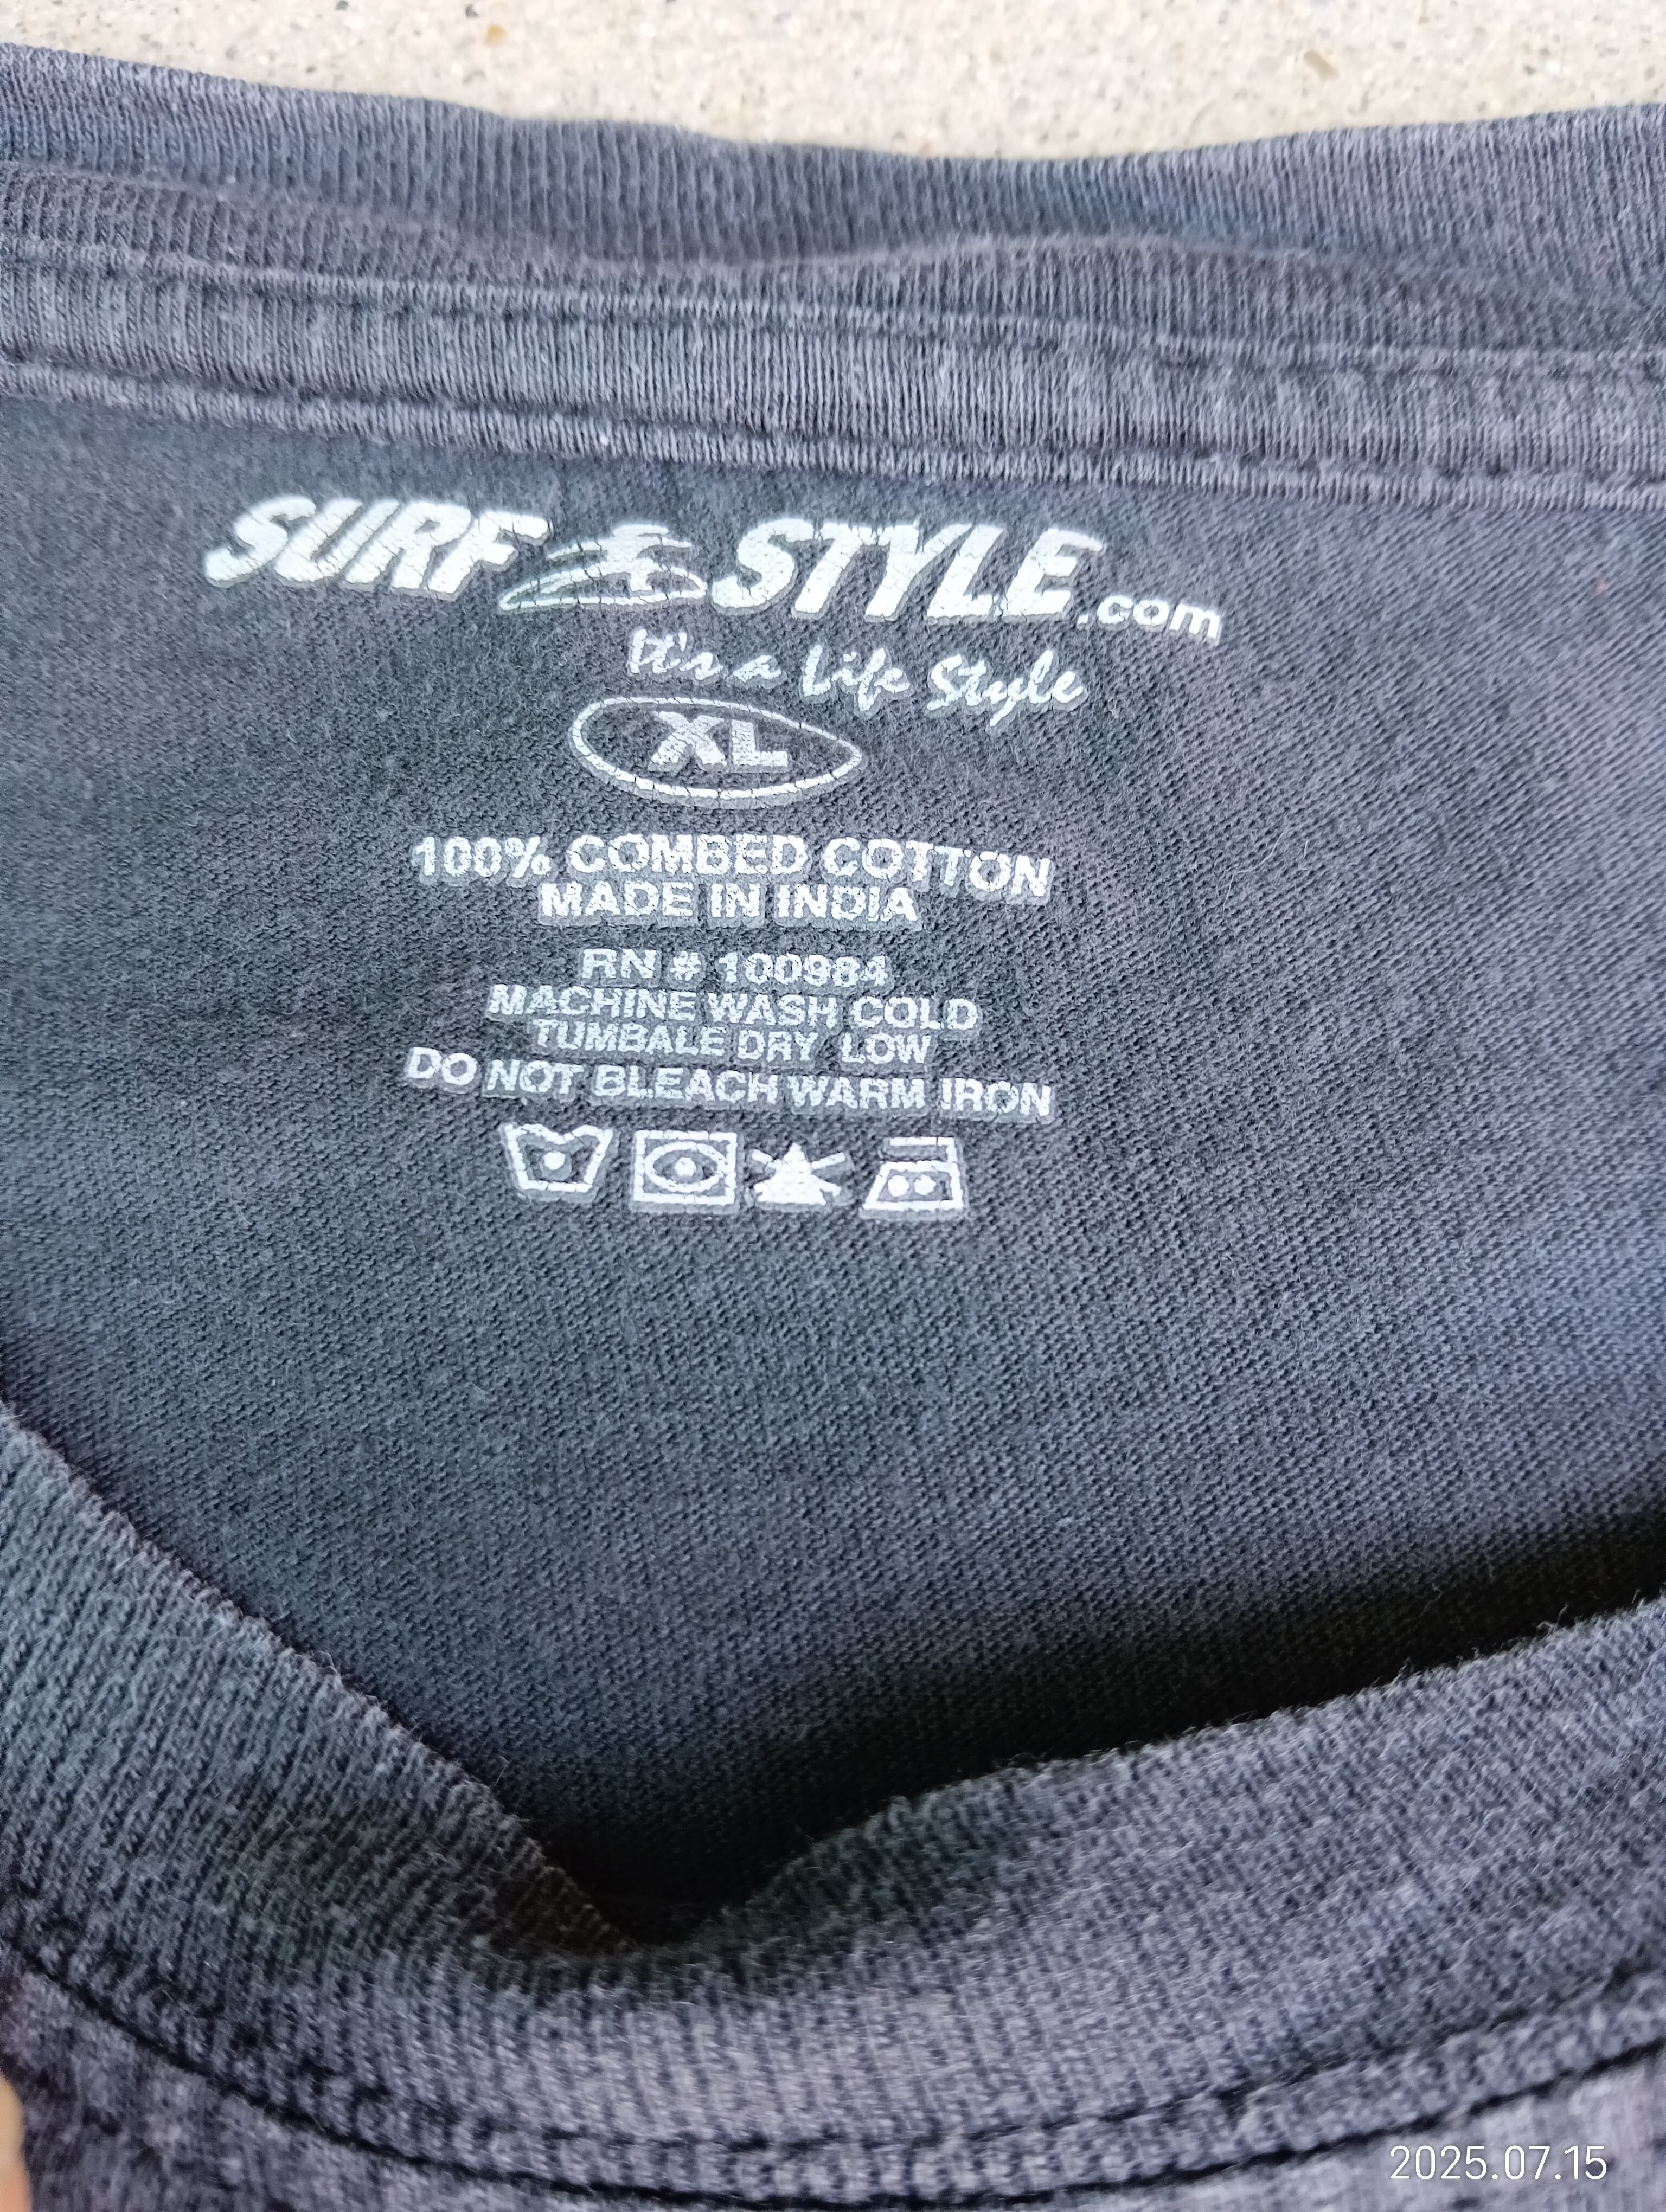 SURF STYLE.com
It's a Life Style
XL
100% COMBED COTTON
MADE IN INDIA
RN # 100984
MACHINE WASH COLD
TUMBALE DRY LOW
DO NOT BLEACH WARM IRON
2025.07.15